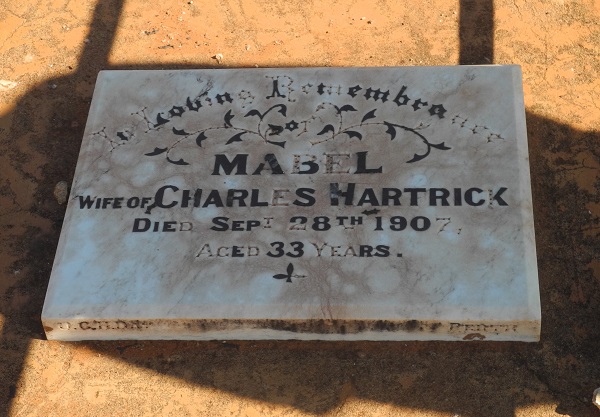 In Loving Remembrance
of
MABEL
WIFE OF CHARLES HARTRICK
DIED SEPT 28TH 1907,
AGED 33 YEARS.